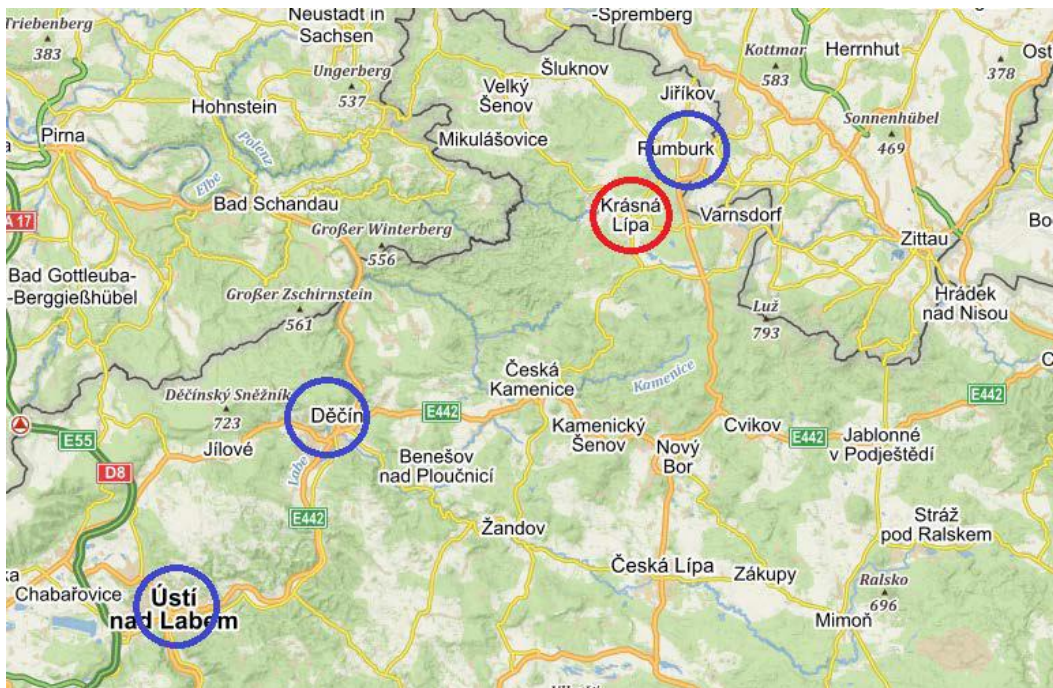 Triebenberg
383
Neustadt in
Sachsen
-Spremberg
Ungerberg
537
Velký
Šenov
Šluknov
Jiříkov
Kottmar
583
Herrnhut
Ost
378
Hohnstein
Pirna
Polenz
Mikulášovice
Rumburk
Sonnenhübel
469
Elbe
Bad Schandau
A 17
Krásná
Lípa
Varnsdorf
Zittau
Bo
Großer Winterberg
556
Bad Gottleuba-
-Berggießhübel
Großer Zschirnstein
561
Luž
793
Hrádek
nad Nisou
Česká
Kamenice
Kamenice
C
Děčínský Sněžník
723
Děčín
E442
E442
E55
Jílové
D8
Labe
Benešov
nad Ploučnicí
Kamenický
Šenov
Nový
Bor
Cvikov
Jablonné
v Podještědí
E442
Žandov
Stráž
pod Ralskem
ka
Chabařovice
Ústí
nad Labem
Česká Lípa
Zákupy
Ralsko
696
Mimoň